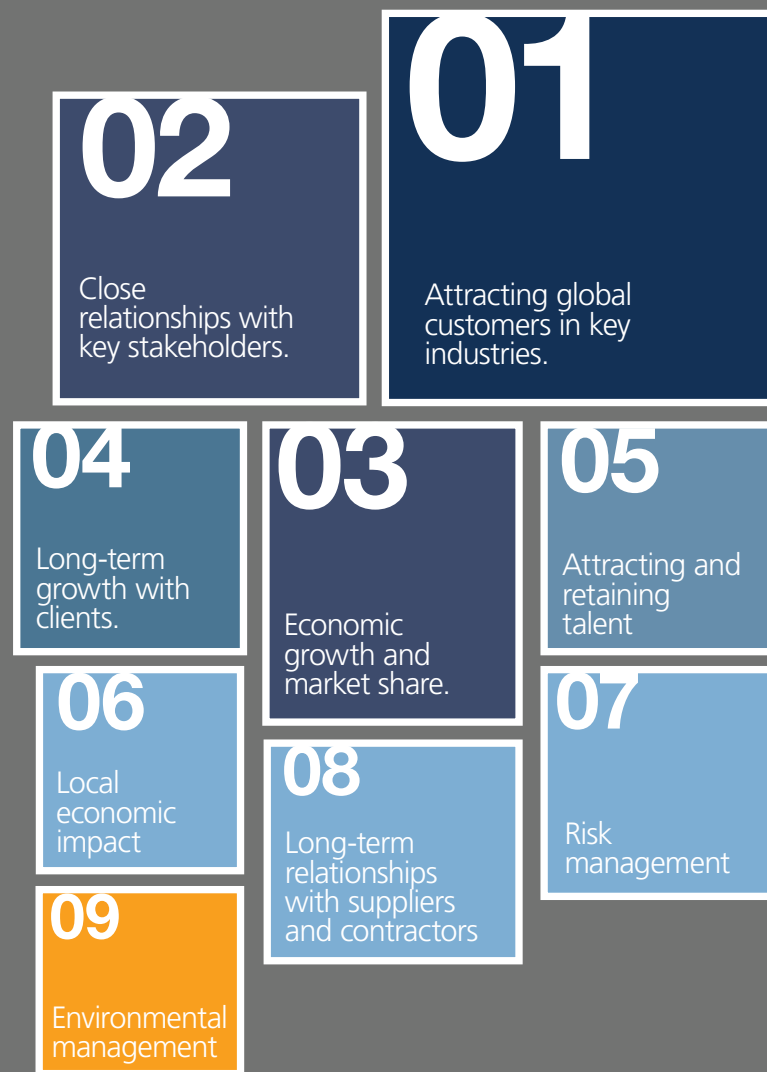 01
Attracting global
customers in key
industries.
02
Close
relationships with
key stakeholders.
03
Economic
growth and
market share.
04
Long-term
growth with
clients.
05
Attracting and
retaining
talent
06
Local
economic
impact
07
Risk
management
08
Long-term
relationships
with suppliers
and contractors
09
Environmental
management